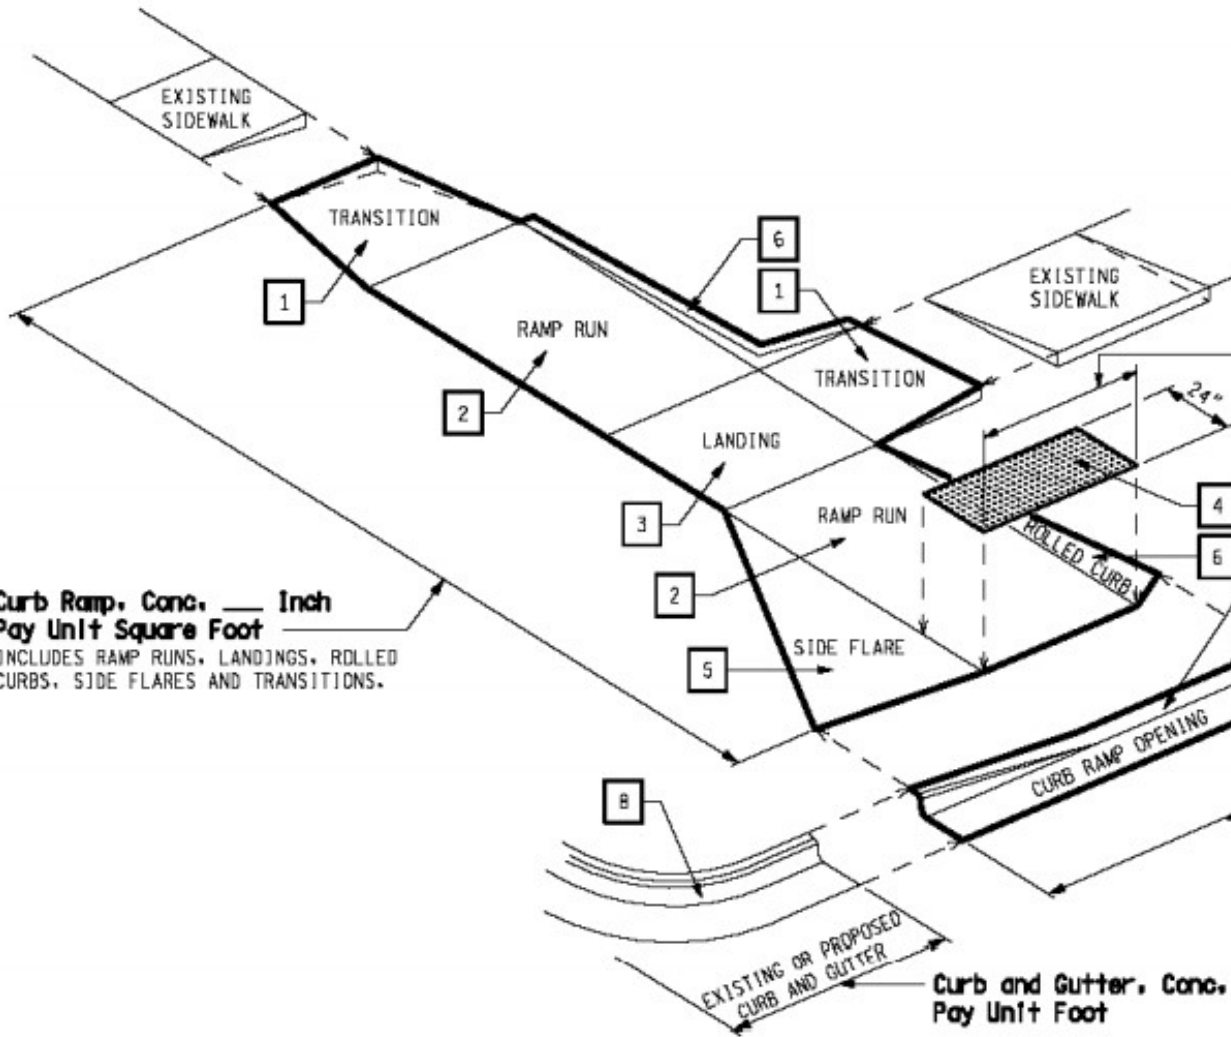 EXISTING
SIDEWALK
TRANSITION
1
6
1
EXISTING
SIDEWALK
RAMP RUN
TRANSITION
24"
2
LANDING
4
3
RAMP RUN
ROLLED CURB
6
2
Curb Ramp, Conc. ___ Inch
Pay Unit Square Foot
INCLUDES RAMP RUNS, LANDINGS, ROLLED
CURBS, SIDE FLARES AND TRANSITIONS.
SIDE FLARE
5
CURB RAMP OPENING
8
EXISTING OR PROPOSED
CURB AND GUTTER
Curb and Gutter, Conc.
Pay Unit Foot